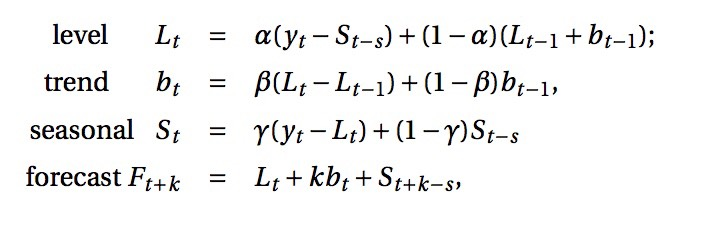 level L_t = α(y_t − S_{t−s}) + (1 − α)(L_{t−1} + b_{t−1});
trend b_t = β(L_t − L_{t−1}) + (1 − β)b_{t−1},
seasonal S_t = γ(y_t − L_t) + (1 − γ)S_{t−s}
forecast F_{t+k} = L_t + kb_t + S_{t+k−s},